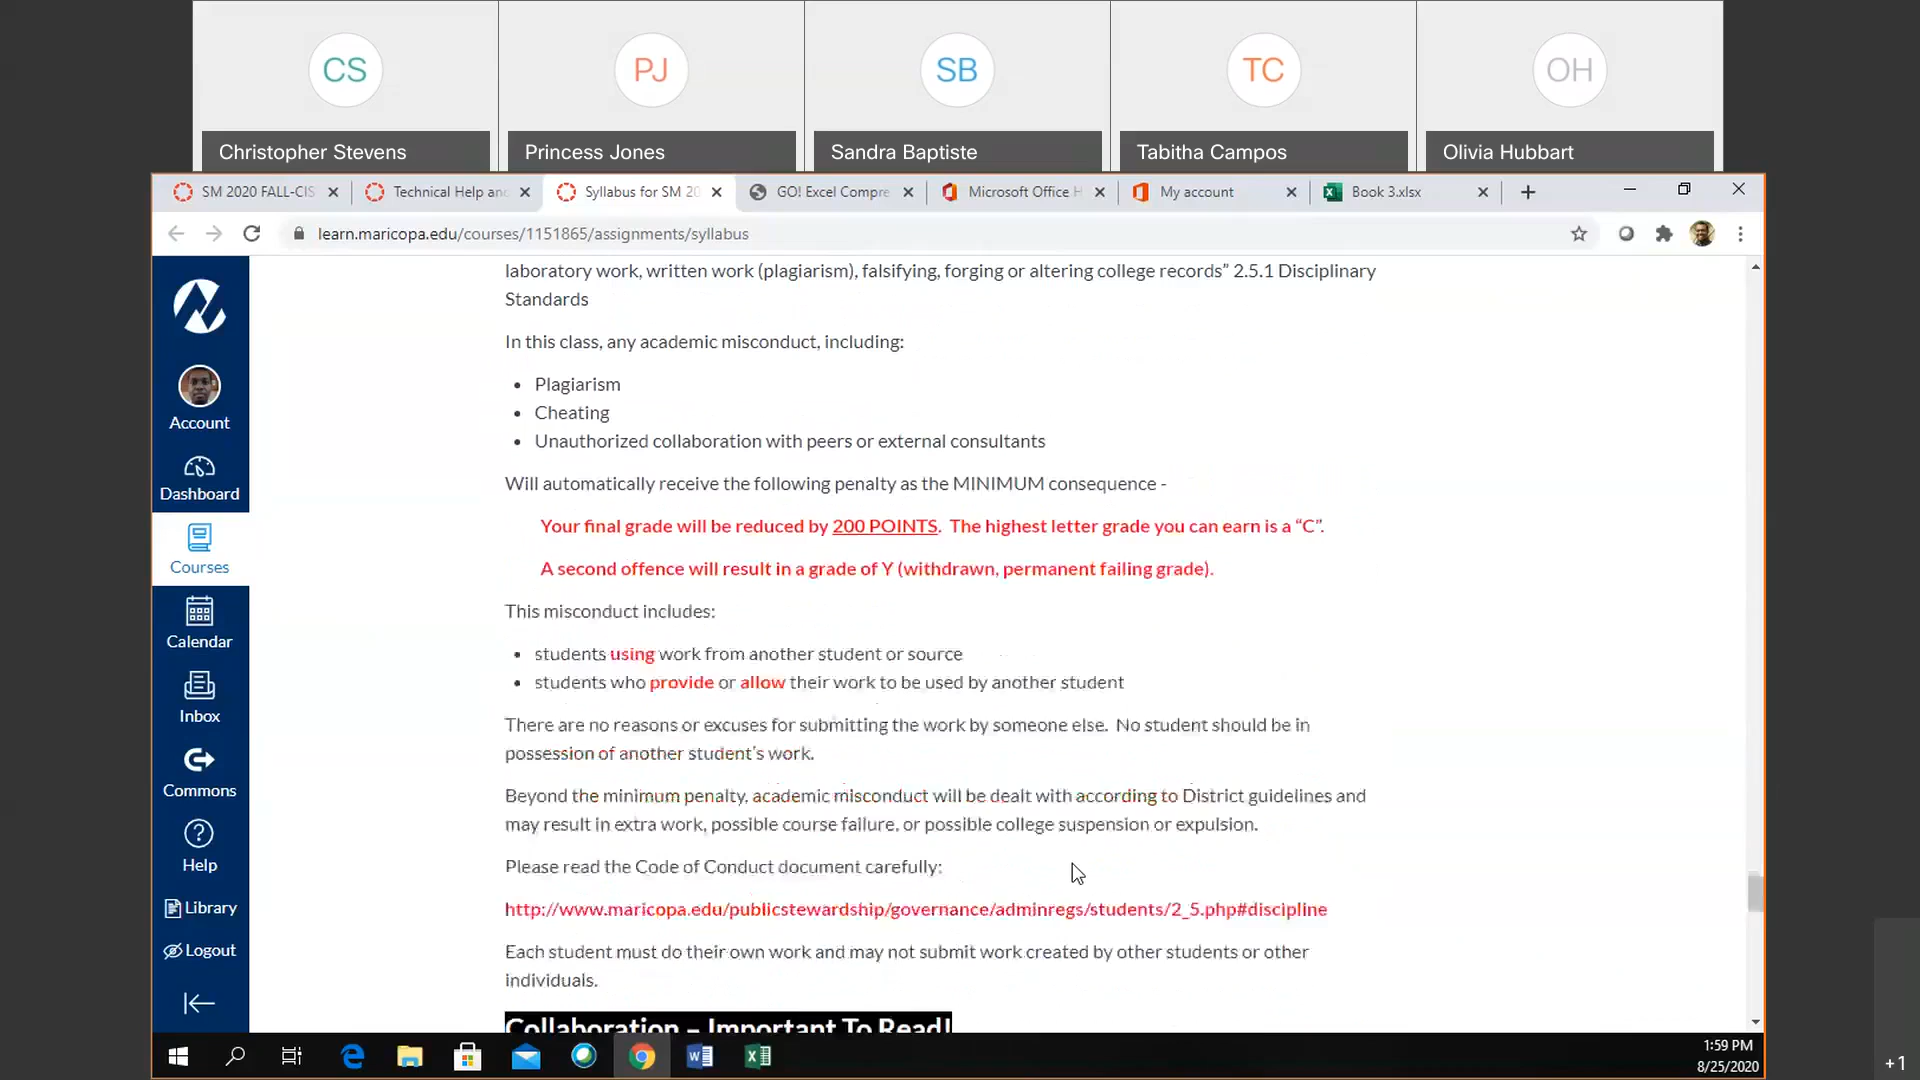 CS
PJ
SB
TC
OH
Christopher Stevens
Princess Jones
Sandra Baptiste
Tabitha Campos
Olivia Hubbart
SM 2020 FALL-CIS
Technical Help and
Syllabus for SM 20
GO! Excel Compre
Microsoft Office H
My account
Book 3.xlsx
learn.maricopa.edu/courses/1151865/assignments/syllabus
Account
Dashboard
Courses
Calendar
Inbox
Commons
Help
Library
Logout
laboratory work, written work (plagiarism), falsifying, forging or altering college records” 2.5.1 Disciplinary
Standards
In this class, any academic misconduct, including:
• Plagiarism
• Cheating
• Unauthorized collaboration with peers or external consultants
Will automatically receive the following penalty as the MINIMUM consequence -
Your final grade will be reduced by 200 POINTS. The highest letter grade you can earn is a “C”.
A second offence will result in a grade of Y (withdrawn, permanent failing grade).
This misconduct includes:
• students using work from another student or source
• students who provide or allow their work to be used by another student
There are no reasons or excuses for submitting the work by someone else. No student should be in
possession of another student’s work.
Beyond the minimum penalty, academic misconduct will be dealt with according to District guidelines and
may result in extra work, possible course failure, or possible college suspension or expulsion.
Please read the Code of Conduct document carefully:
http://www.maricopa.edu/publicstewardship/governance/adminregs/students/2_5.php#discipline
Each student must do their own work and may not submit work created by other students or other
individuals.
Collaboration – Important To Read!
1:59 PM
8/25/2020
+1